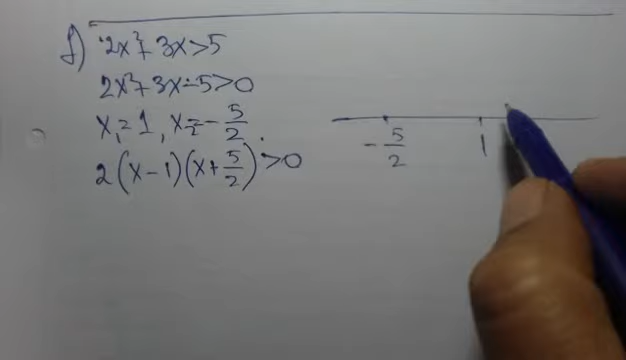 f) 2x²+3x>5
2x²+3x-5>0
x₁=1, x₂=-5/2
2(x-1)(x+5/2)>0
-5/2 1